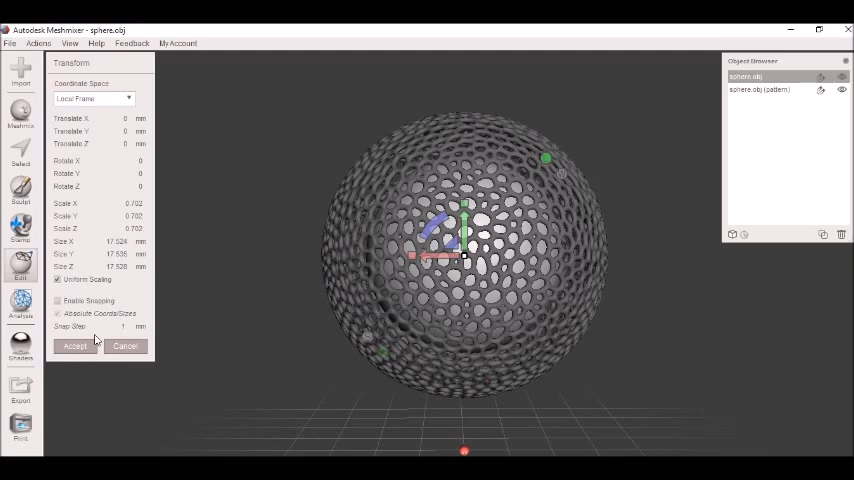 Autodesk Meshmixer - sphere.obj
File Actions View Help Feedback My Account
Import
Meshmix
Select
Sculpt
Stamp
Edit
Analysis
Shaders
Export
Print
Transform
Coordinate Space
Local Frame
Translate X 0 mm
Translate Y 0 mm
Translate Z 0 mm
Rotate X 0
Rotate Y 0
Rotate Z 0
Scale X 0.702
Scale Y 0.702
Scale Z 0.702
Size X 17.524 mm
Size Y 17.535 mm
Size Z 17.528 mm
Uniform Scaling
Enable Snapping
Absolute Coords/Sizes
Snap Step 1 mm
Accept Cancel
Object Browser
sphere.obj
sphere.obj (pattern)